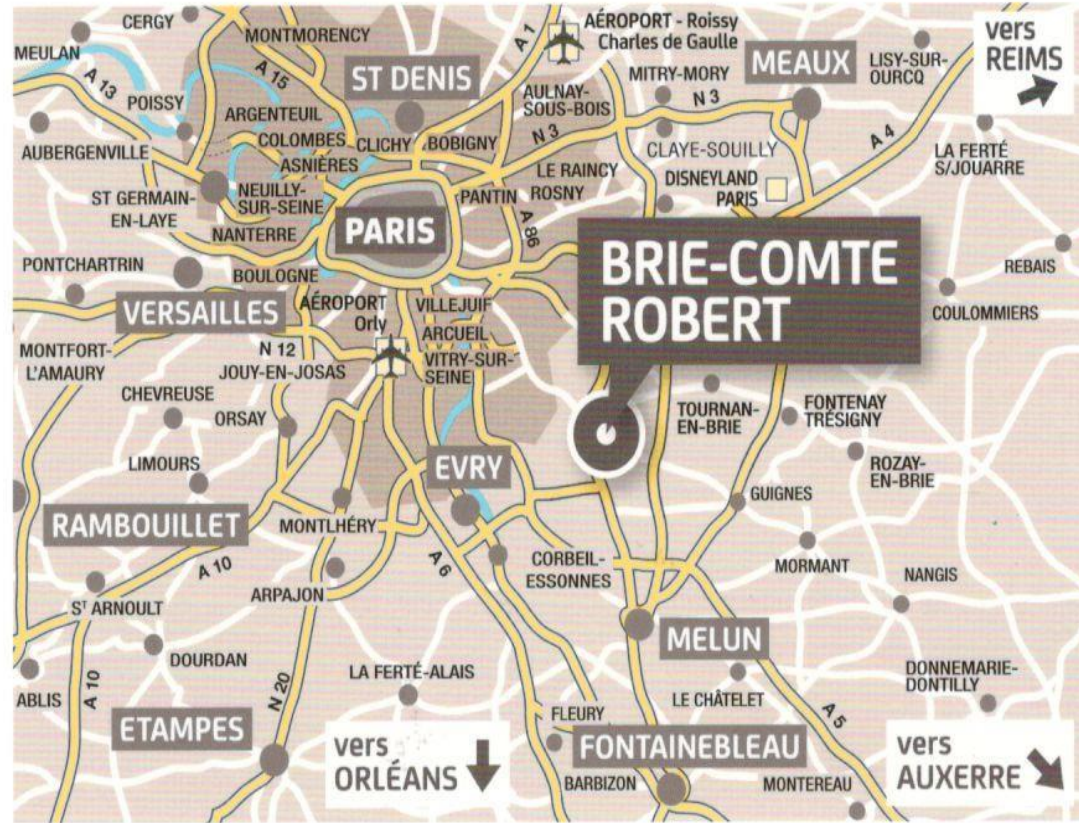 CERGY
MONTMORENCY
A 1
AÉROPORT - Roissy
Charles de Gaulle
vers
REIMS
MEULAN
A 13
A 15
ST DENIS
MITRY-MORY
MEAUX
LISY-SUR-
OURCQ
POISSY
ARGENTEUIL
AULNAY-
SOUS-BOIS
N 3
AUBERGENVILLE
COLOMBES
CLICHY
BOBIGNY
N 3
A 4
ASNIÈRES
CLAYE-SOUILLY
LA FERTÉ
S/JOUARRE
ST GERMAIN-
EN-LAYE
NEUILLY-
SUR-SEINE
LE RAINCY
PANTIN
ROSNY
DISNEYLAND
PARIS
NANTERRE
PARIS
A 86
PONTCHARTRIN
BOULOGNE
BRIE-COMTE
ROBERT
REBAIS
VERSAILLES
AÉROPORT
Orly
VILLEJUIF
ARCUEIL
COULOMMIERS
MONTFORT-
L'AMAURY
N 12
JOUY-EN-JOSAS
VITRY-SUR-
SEINE
CHEVREUSE
ORSAY
TOURNAN-
EN-BRIE
FONTENAY
TRÉSIGNY
LIMOURS
EVRY
ROZAY-
EN-BRIE
RAMBOUILLET
MONTLHÉRY
GUIGNES
A 10
A 6
CORBEIL-
ESSONNES
MORMANT
NANGIS
ST ARNOULT
ARPAJON
MELUN
DOURDAN
LA FERTÉ-ALAIS
LE CHÂTELET
DONNEMARIE-
DONTILLY
ABLIS
A 10
N 20
A 5
ETAMPES
FLEURY
FONTAINEBLEAU
vers
ORLÉANS
BARBIZON
MONTEREAU
vers
AUXERRE